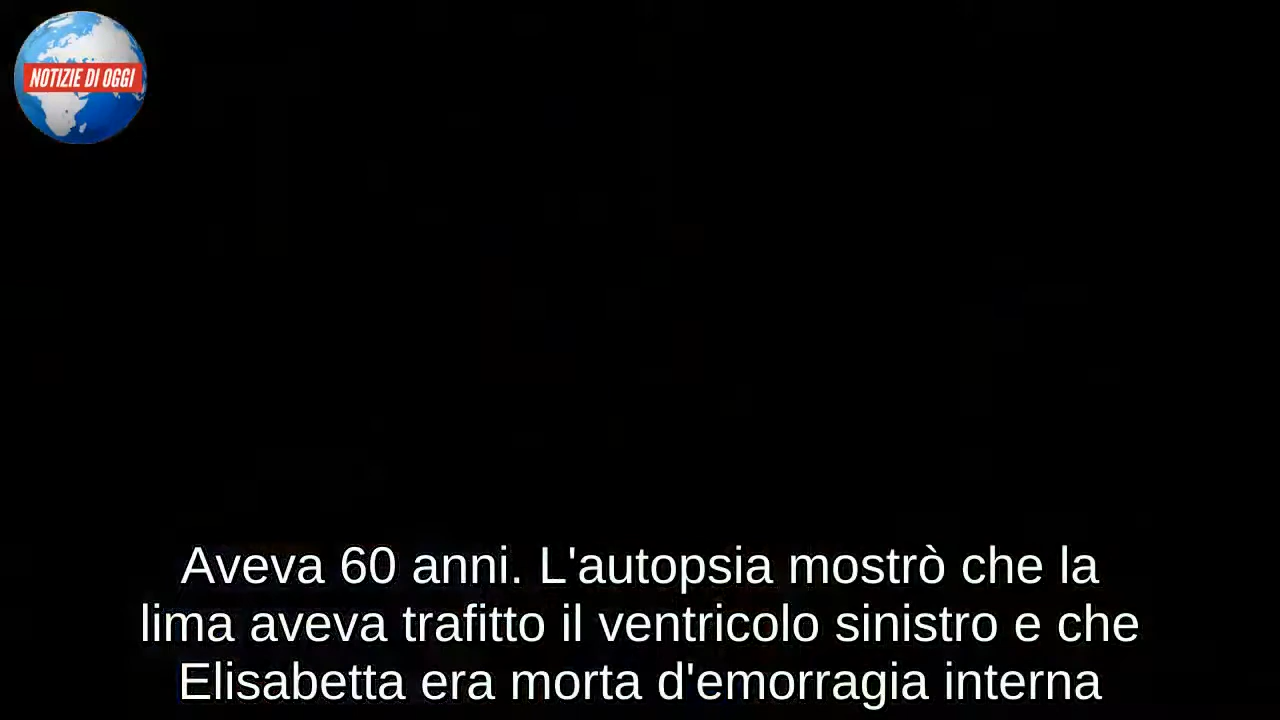 NOTIZIE DI OGGI
Aveva 60 anni. L'autopsia mostrò che la
lima aveva trafitto il ventricolo sinistro e che
Elisabetta era morta d'emorragia interna